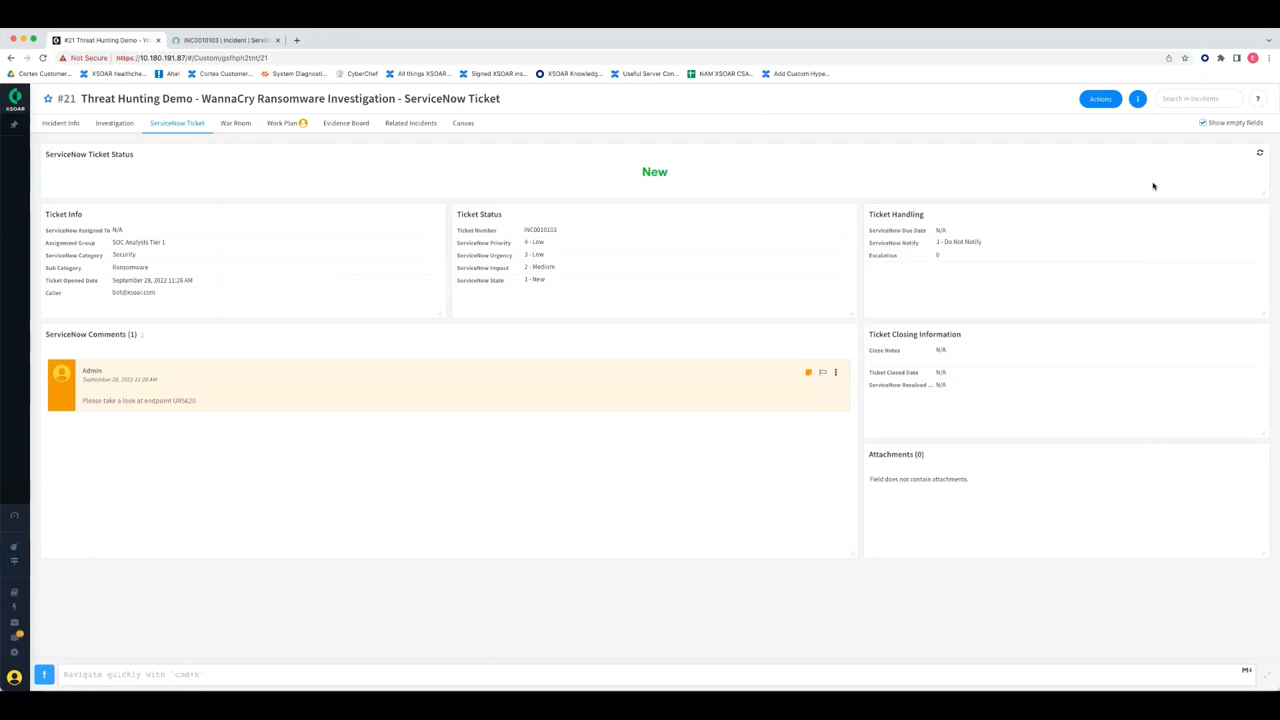 #21 Threat Hunting Demo - W
INC0010103 | Incident | Servic
Not Secure https://10.180.191.87/#/Custom/gsfhph2tnt/21
Cortex Customer... XSOAR healthche... Aha! Cortex Customer... System Diagnosti... CyberChef All things XSOAR... Signed XSOAR ins... XSOAR Knowledg... Useful Server Con... NAM XSOAR CSA... Add Custom Hype...
XSOAR
#21 Threat Hunting Demo - WannaCry Ransomware Investigation - ServiceNow Ticket
Actions
Search in incidents
?
Incident Info Investigation ServiceNow Ticket War Room Work Plan Evidence Board Related Incidents Canvas
Show empty fields
ServiceNow Ticket Status
New
Ticket Info
ServiceNow Assigned To N/A
Assignment Group SOC Analysts Tier 1
ServiceNow Category Security
Sub Category Ransomware
Ticket Opened Date September 28, 2022 11:26 AM
Caller bot@xsoar.com
Ticket Status
Ticket Number INC0010103
ServiceNow Priority 4 - Low
ServiceNow Urgency 3 - Low
ServiceNow Impact 2 - Medium
ServiceNow State 1 - New
Ticket Handling
ServiceNow Due Date N/A
ServiceNow Notify 1 - Do Not Notify
Escalation 0
ServiceNow Comments (1)
Admin
September 28, 2022 11:28 AM
Please take a look at endpoint UR5620
Ticket Closing Information
Close Notes N/A
Ticket Closed Date N/A
ServiceNow Resolved ... N/A
Attachments (0)
Field does not contain attachments.
!
Navigate quickly with `cmd+k`
M↓